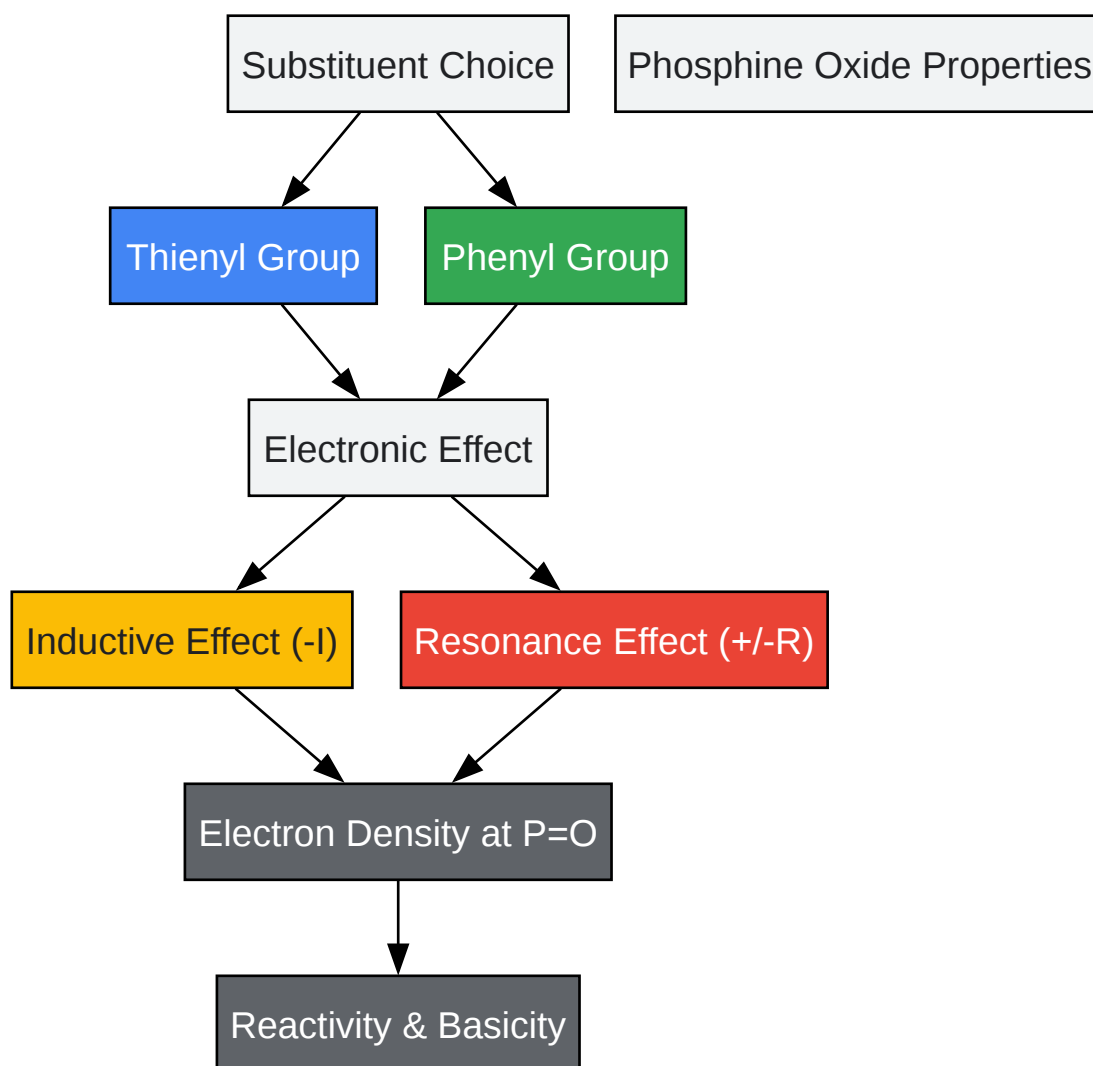 Substituent Choice
Phosphine Oxide Properties
Thienyl Group
Phenyl Group
Electronic Effect
Inductive Effect (-I)
Resonance Effect (+/-R)
Electron Density at P=O
Reactivity & Basicity